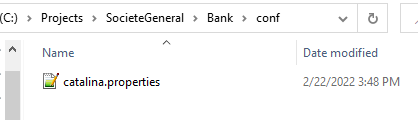 (C:) > Projects > SocieteGeneral > Bank > conf
Name Date modified
catalina.properties 2/22/2022 3:48 PM